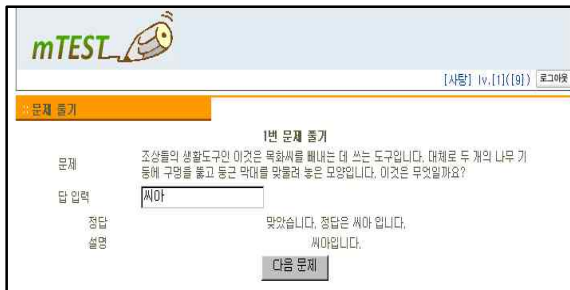 mTEST
[사탕] lv.[1]([9]) 로그아웃
:: 문제 풀기
1번 문제 풀기
문제
조상들의 생활도구인 이것은 목화씨를 빼내는 데 쓰는 도구입니다. 대체로 두 개의 나무 기
둥에 구멍을 뚫고 둥근 막대를 맞물려 놓은 모양입니다. 이것은 무엇일까요?
답 입력 씨아
정답 맞았습니다. 정답은 씨아 입니다.
설명 씨아입니다.
다음 문제